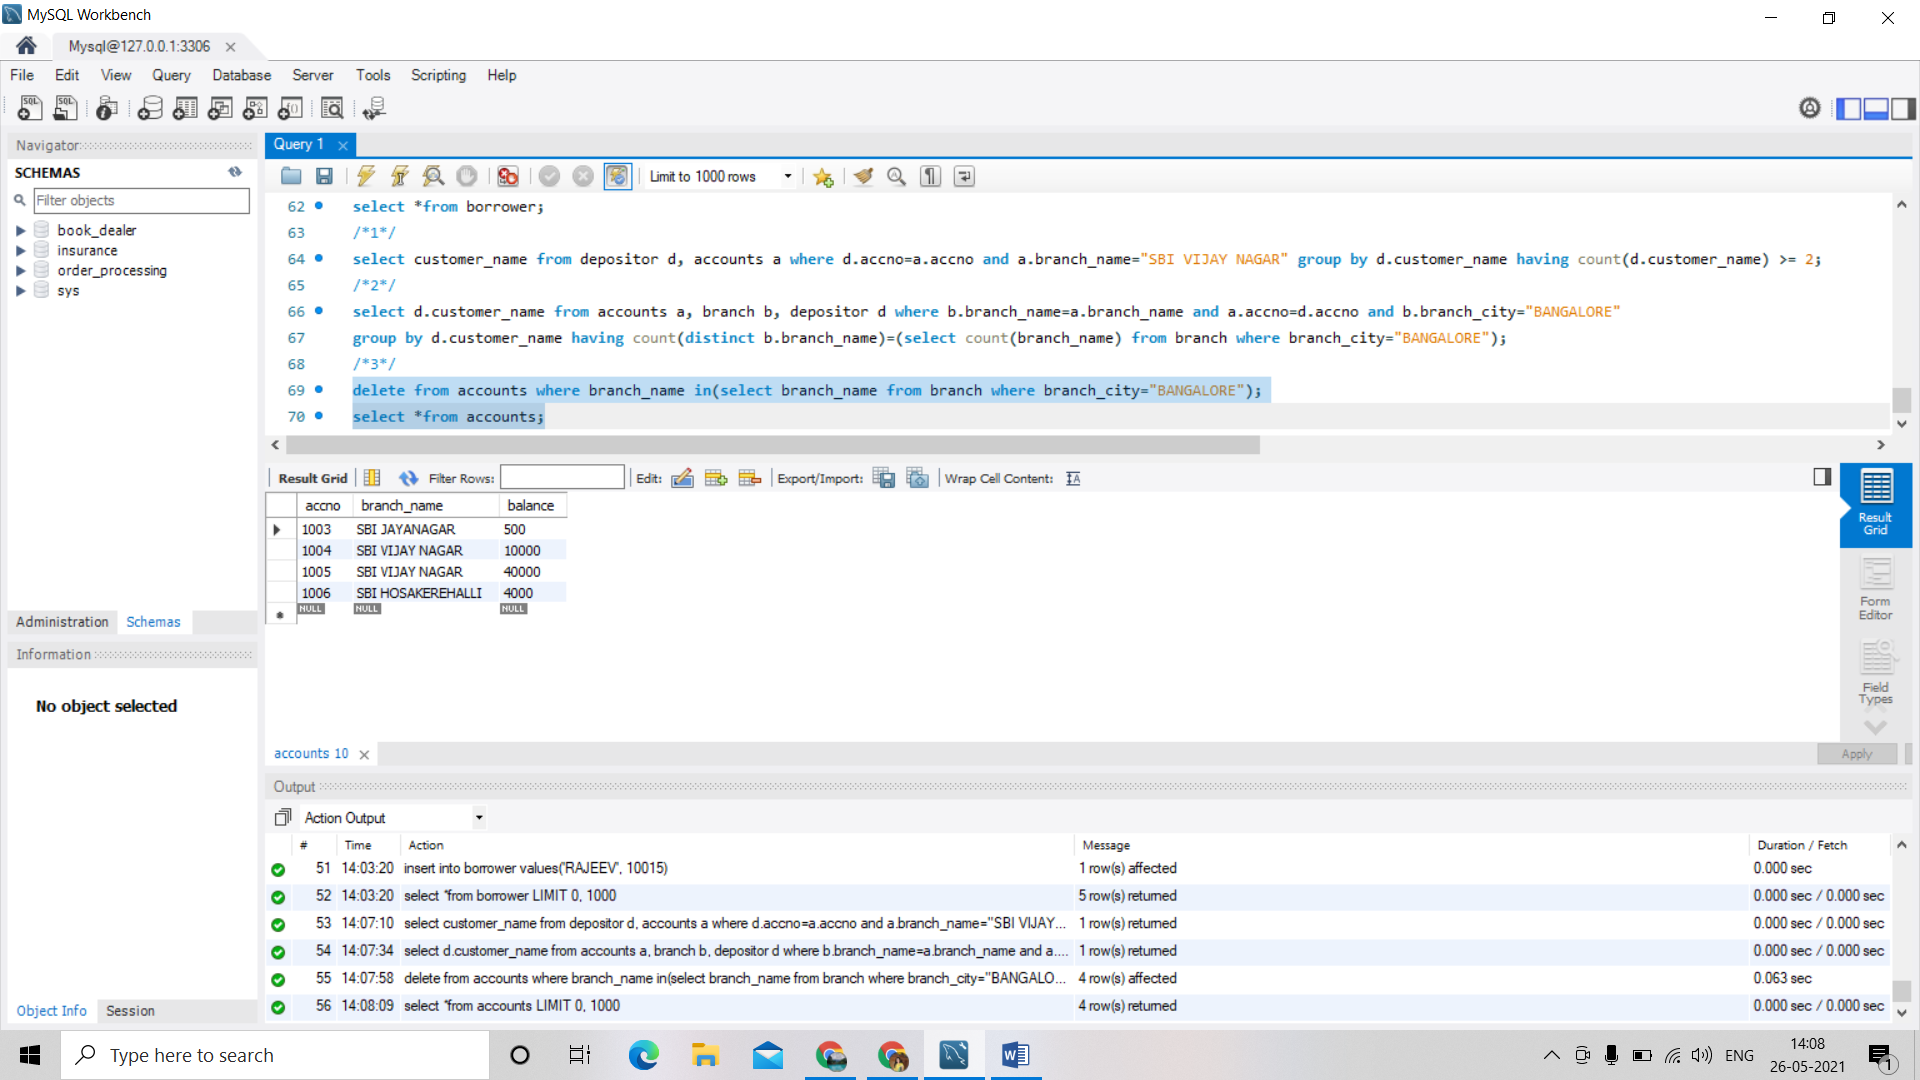 MySQL Workbench
Mysql@127.0.0.1:3306
File Edit View Query Database Server Tools Scripting Help
Navigator
SCHEMAS
Filter objects
book_dealer
insurance
order_processing
sys
Administration Schemas
Information
No object selected
Object Info Session
Query 1
Limit to 1000 rows
62 select *from borrower;
63 /*1*/
64 select customer_name from depositor d, accounts a where d.accno=a.accno and a.branch_name="SBI VIJAY NAGAR" group by d.customer_name having count(d.customer_name) >= 2;
65 /*2*/
66 select d.customer_name from accounts a, branch b, depositor d where b.branch_name=a.branch_name and a.accno=d.accno and b.branch_city="BANGALORE"
67 group by d.customer_name having count(distinct b.branch_name)=(select count(branch_name) from branch where branch_city="BANGALORE");
68 /*3*/
69 delete from accounts where branch_name in(select branch_name from branch where branch_city="BANGALORE");
70 select *from accounts;
Result Grid Filter Rows: Edit: Export/Import: Wrap Cell Content:
accno branch_name balance
1003 SBI JAYANAGAR 500
1004 SBI VIJAY NAGAR 10000
1005 SBI VIJAY NAGAR 40000
1006 SBI HOSAKEREHALLI 4000
NULL NULL NULL
Result
Grid
Form
Editor
Field
Types
accounts 10
Apply
Output
Action Output
# Time Action Message Duration / Fetch
51 14:03:20 insert into borrower values('RAJEEV', 10015) 1 row(s) affected 0.000 sec
52 14:03:20 select *from borrower LIMIT 0, 1000 5 row(s) returned 0.000 sec / 0.000 sec
53 14:07:10 select customer_name from depositor d, accounts a where d.accno=a.accno and a.branch_name="SBI VIJAY... 1 row(s) returned 0.000 sec / 0.000 sec
54 14:07:34 select d.customer_name from accounts a, branch b, depositor d where b.branch_name=a.branch_name and a.... 1 row(s) returned 0.000 sec / 0.000 sec
55 14:07:58 delete from accounts where branch_name in(select branch_name from branch where branch_city="BANGALO... 4 row(s) affected 0.063 sec
56 14:08:09 select *from accounts LIMIT 0, 1000 4 row(s) returned 0.000 sec / 0.000 sec
Type here to search
ENG
14:08
26-05-2021
1